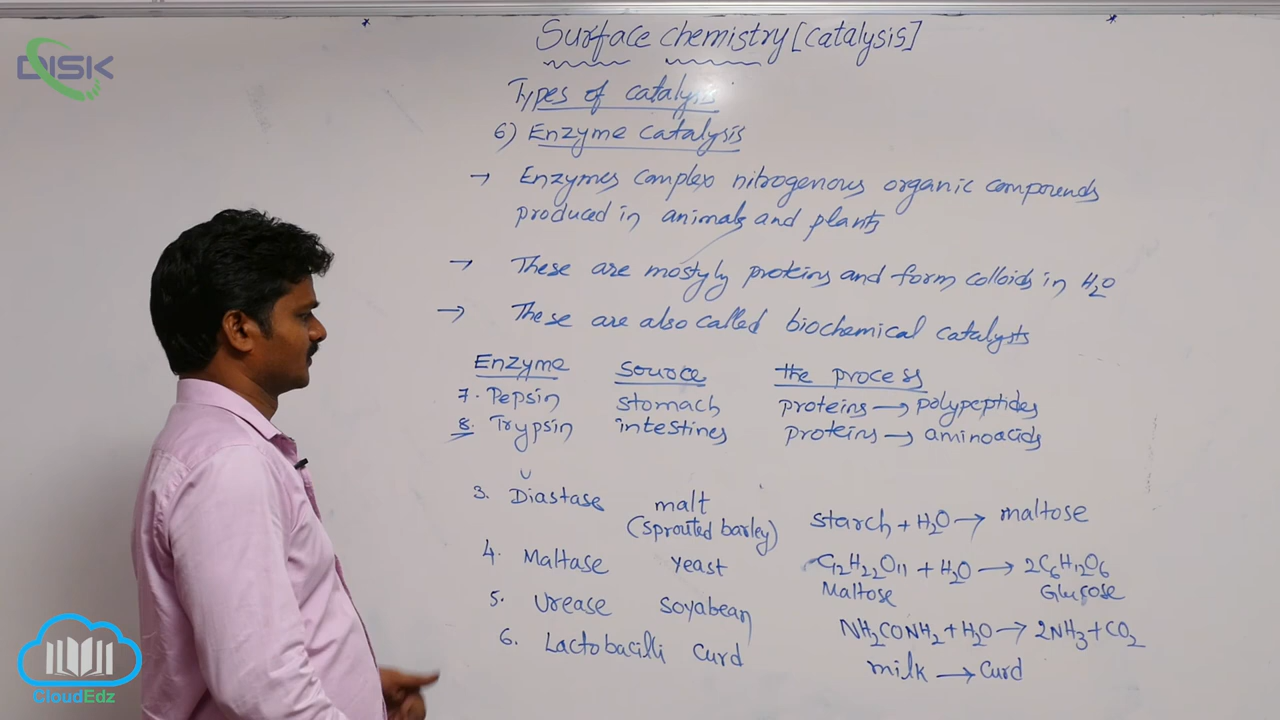 DISK
Surface chemistry [catalysis]
Types of catalysis
6) Enzyme catalysis
→ Enzymes complex nitrogenous organic compounds
produced in animals and plants
→ These are mostyly proteins and form colloids in H2O
→ These are also called biochemical catalysts
Enzyme source the process
7. Pepsin stomach proteins → polypeptides
8. Trypsin intestines proteins → aminoacids
3. Diastase malt
(sprouted barley) starch + H2O → maltose
4. Maltase yeast C12H22O11 + H2O → 2C6H12O6
Maltose Glucose
5. Urease soyabean NH2CONH2 + H2O → 2NH3 + CO2
6. Lactobacilli curd milk → curd
CloudEdz